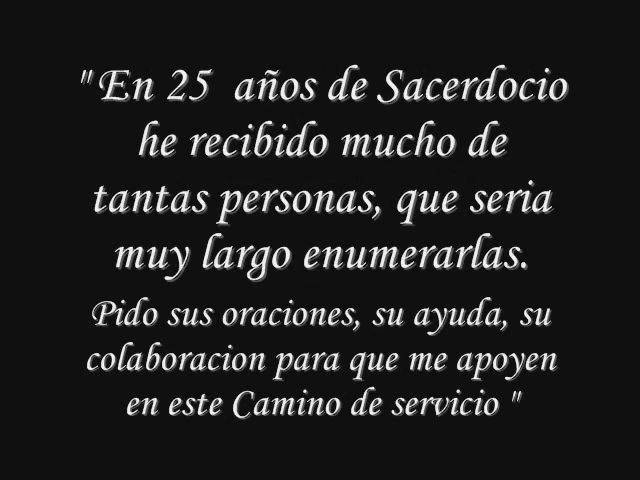 " En 25 años de Sacerdocio
he recibido mucho de
tantas personas, que seria
muy largo enumerarlas.
Pido sus oraciones, su ayuda, su
colaboracion para que me apoyen
en este Camino de servicio "